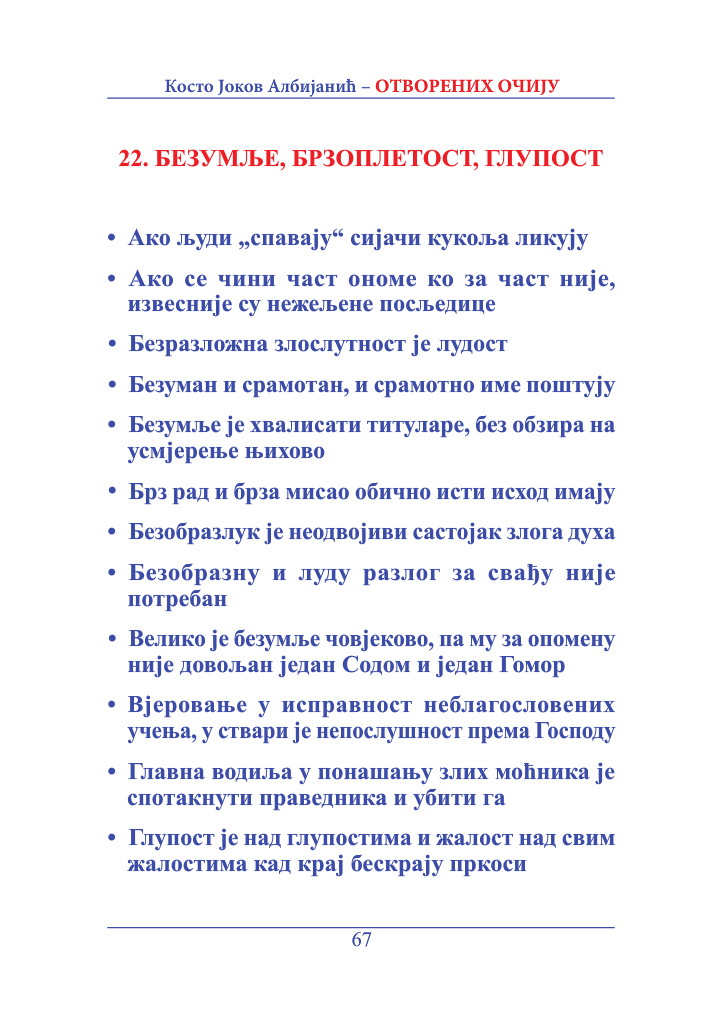 Косто Јоков Албијанић – ОТВОРЕНИХ ОЧИЈУ
22. БЕЗУМЉЕ, БРЗОПЛЕТОСТ, ГЛУПОСТ
• Ако људи „спавају“ сијачи кукоља ликују
• Ако се чини част ономе ко за част није,
извесније су нежељене посљедице
• Безразложна злослутност је лудост
• Безуман и срамотан, и срамотно име поштују
• Безумље је хвалисати титуларе, без обзира на
усмјерење њихово
• Брз рад и брза мисао обично исти исход имају
• Безобразлук је неодвојиви састојак злога духа
• Безобразну и луду разлог за свађу није
потребан
• Велико је безумље човјеково, па му за опомену
није довољан један Содом и један Гомор
• Вјеровање у исправност неблагословених
учења, у ствари је непослушност према Господу
• Главна водиља у понашању злих моћника је
спотакнути праведника и убити га
• Глупост је над глупостима и жалост над свим
жалостима кад крај бескрају пркоси
67